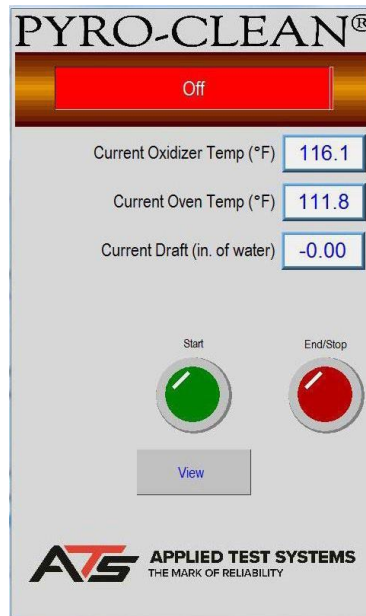 PYRO-CLEAN®
Off
Current Oxidizer Temp (°F) 116.1
Current Oven Temp (°F) 111.8
Current Draft (in. of water) -0.00
Start End/Stop
View
ATS APPLIED TEST SYSTEMS
THE MARK OF RELIABILITY